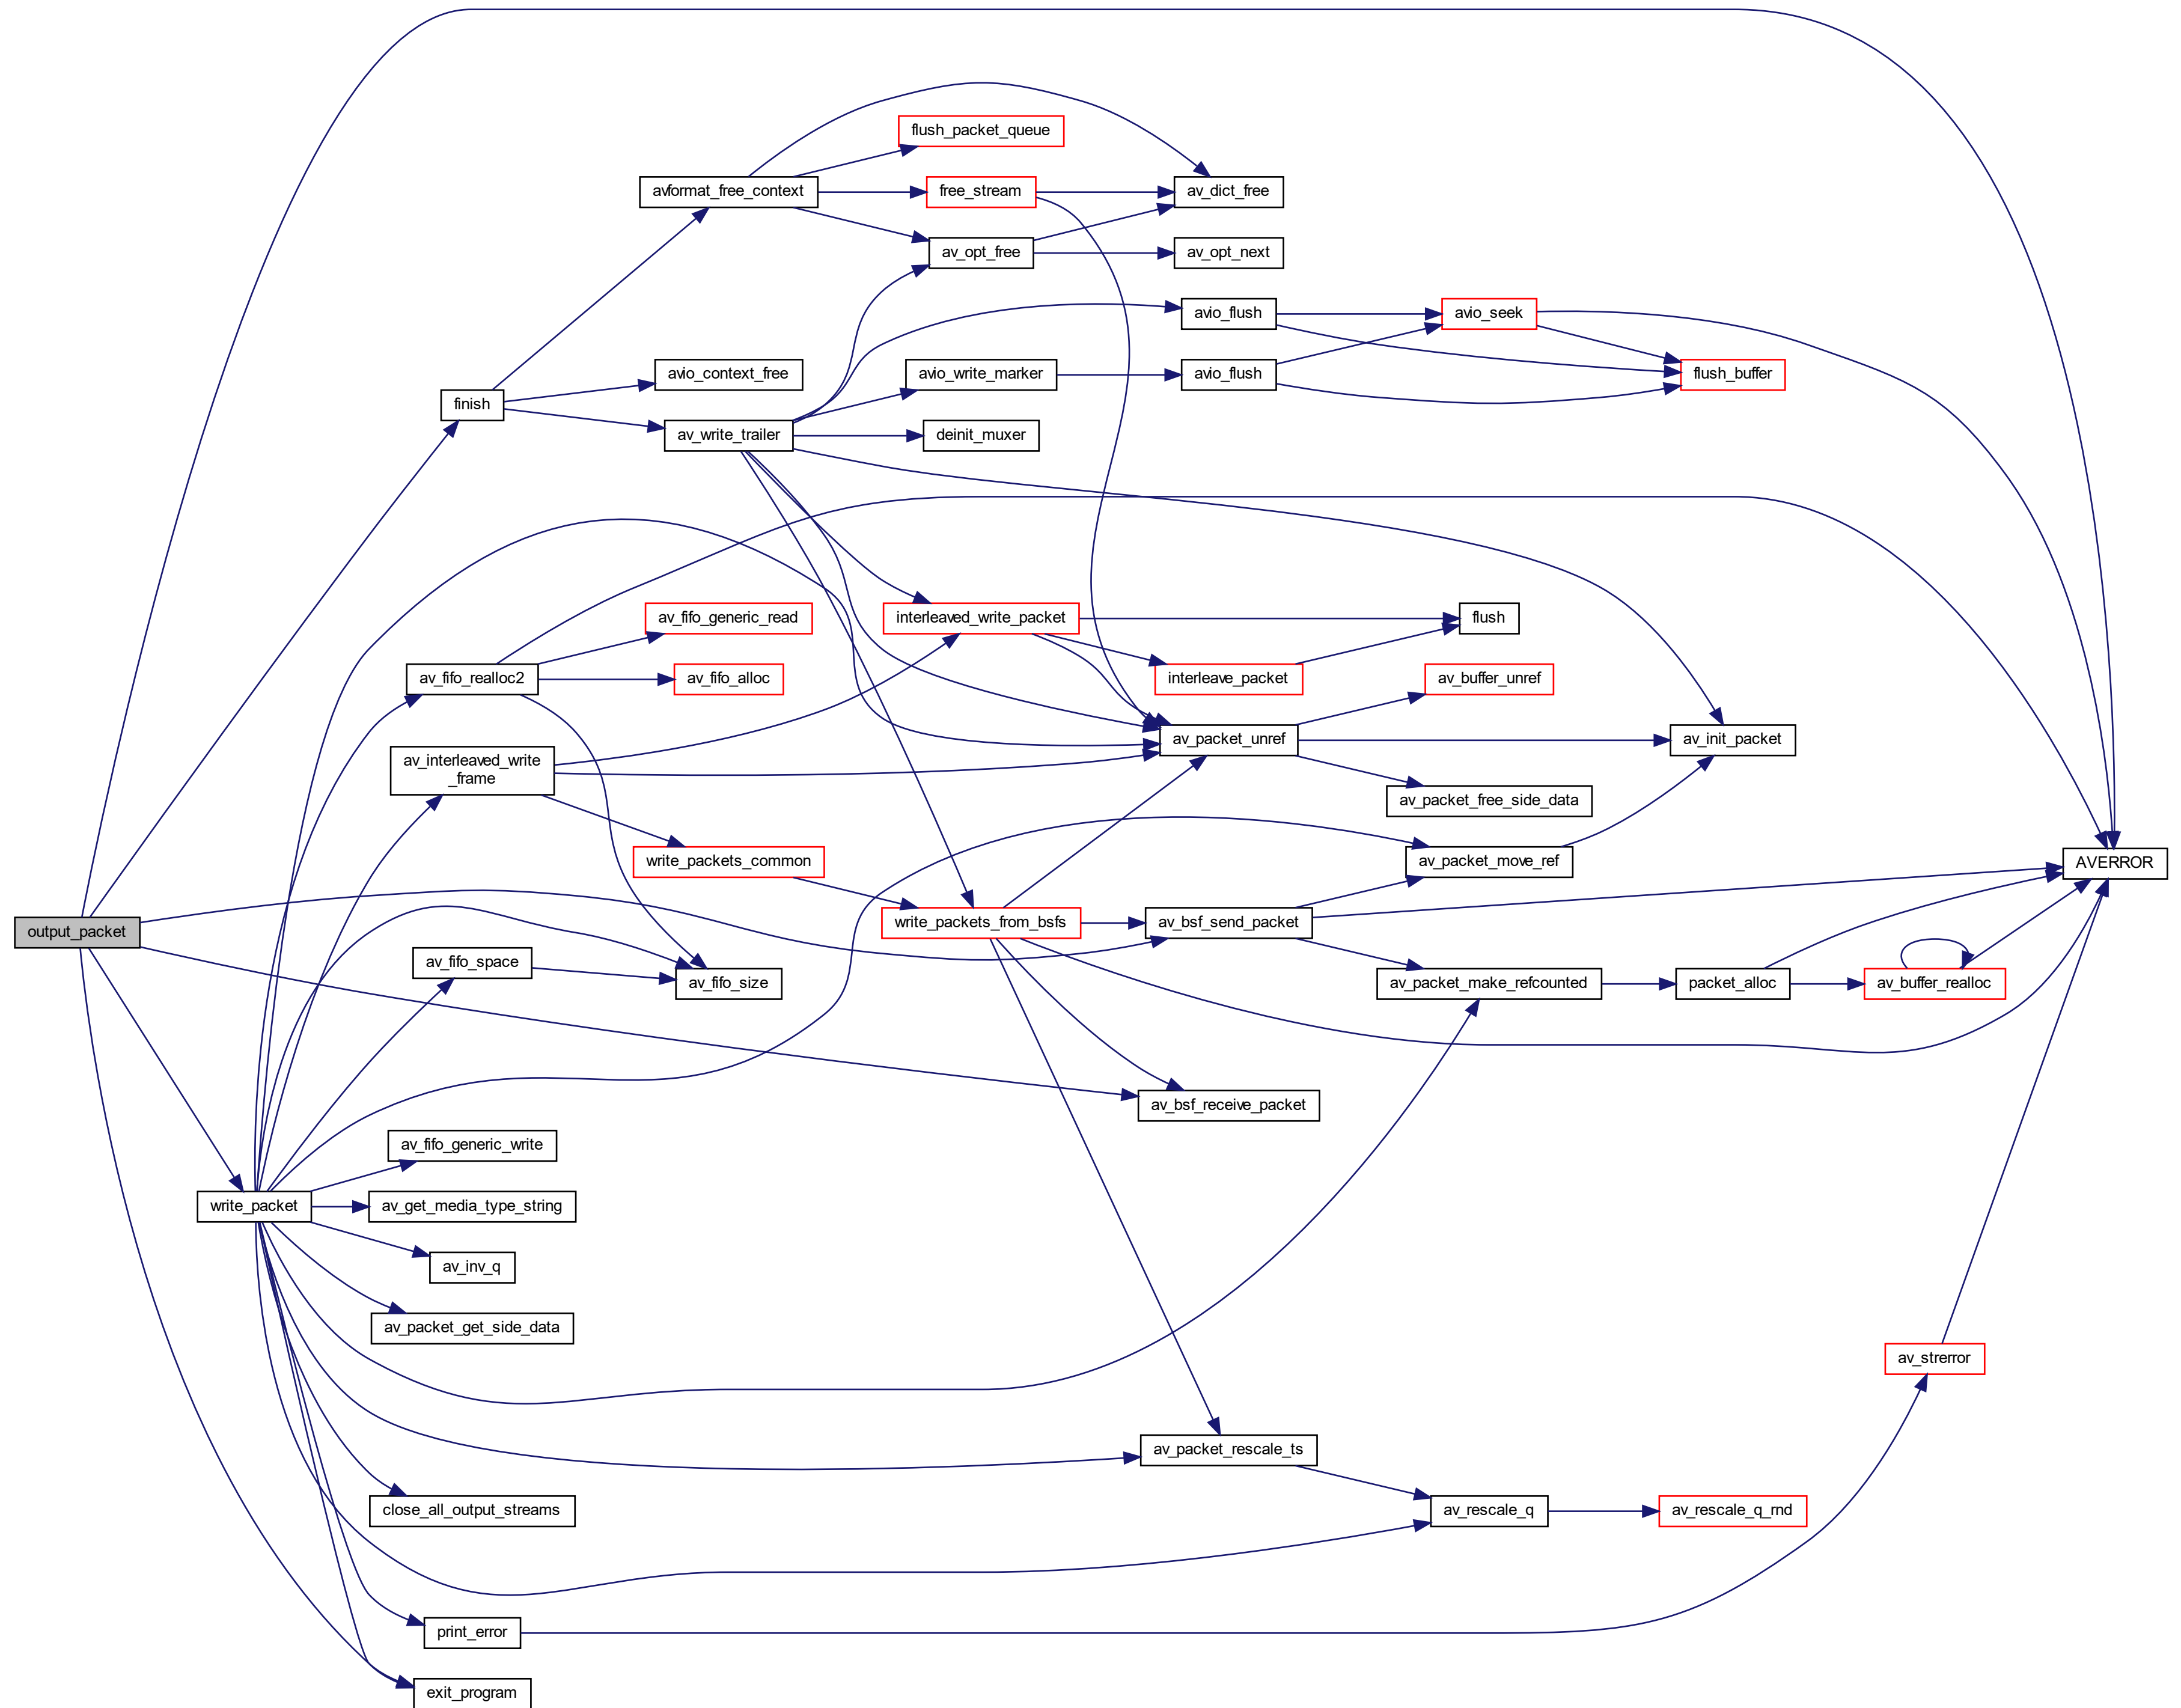 flush_packet_queue
avformat_free_context
free_stream
av_dict_free
av_opt_free
av_opt_next
avio_flush
avio_seek
avio_context_free
avio_write_marker
avio_flush
flush_buffer
finish
av_write_trailer
deinit_muxer
av_fifo_generic_read
interleaved_write_packet
flush
av_fifo_realloc2
av_fifo_alloc
interleave_packet
av_buffer_unref
av_interleaved_write
_frame
av_packet_unref
av_init_packet
av_packet_free_side_data
write_packets_common
av_packet_move_ref
AVERROR
output_packet
write_packets_from_bsfs
av_bsf_send_packet
av_fifo_space
av_fifo_size
av_packet_make_refcounted
packet_alloc
av_buffer_realloc
av_bsf_receive_packet
av_fifo_generic_write
write_packet
av_get_media_type_string
av_inv_q
av_packet_get_side_data
av_strerror
av_packet_rescale_ts
close_all_output_streams
av_rescale_q
av_rescale_q_rnd
print_error
exit_program